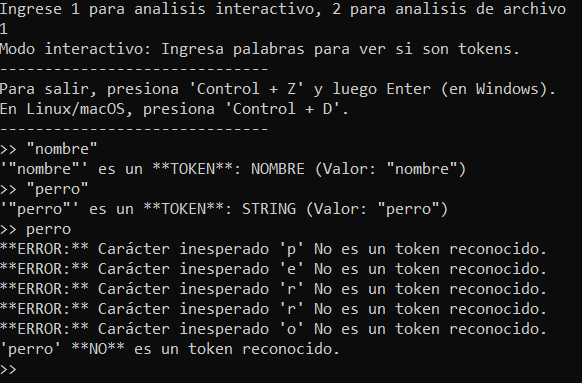 Ingrese 1 para analisis interactivo, 2 para analisis de archivo
1
Modo interactivo: Ingresa palabras para ver si son tokens.
------------------------------
Para salir, presiona 'Control + Z' y luego Enter (en Windows).
En Linux/macOS, presiona 'Control + D'.
------------------------------
>> "nombre"
'"nombre"' es un **TOKEN**: NOMBRE (Valor: "nombre")
>> "perro"
'"perro"' es un **TOKEN**: STRING (Valor: "perro")
>> perro
**ERROR:** Carácter inesperado 'p' No es un token reconocido.
**ERROR:** Carácter inesperado 'e' No es un token reconocido.
**ERROR:** Carácter inesperado 'r' No es un token reconocido.
**ERROR:** Carácter inesperado 'r' No es un token reconocido.
**ERROR:** Carácter inesperado 'o' No es un token reconocido.
'perro' **NO** es un token reconocido.
>>